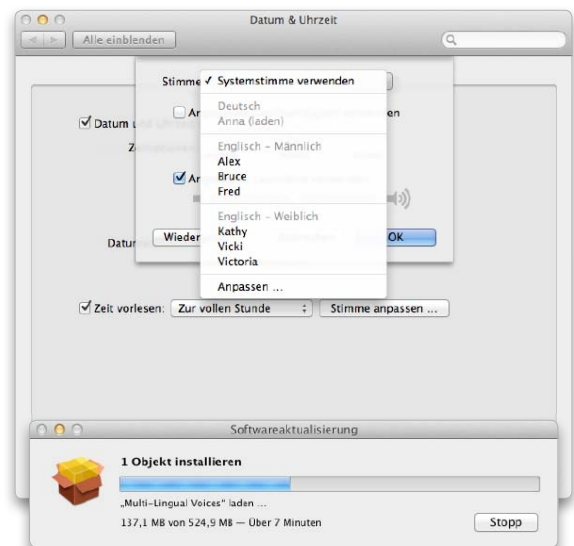 Datum & Uhrzeit
Alle einblenden
Stimme ✓ Systemstimme verwenden
Deutsch
Anna (laden)
Datum
Englisch – Männlich
Alex
Bruce
Fred
Englisch – Weiblich
Kathy
Vicki
Victoria
Wieder
OK
Datu
Anpassen ...
Zeit vorlesen: Zur vollen Stunde Stimme anpassen ...
Softwareaktualisierung
1 Objekt installieren
„Multi-Lingual Voices" laden ...
137,1 MB von 524,9 MB — Über 7 Minuten
Stopp